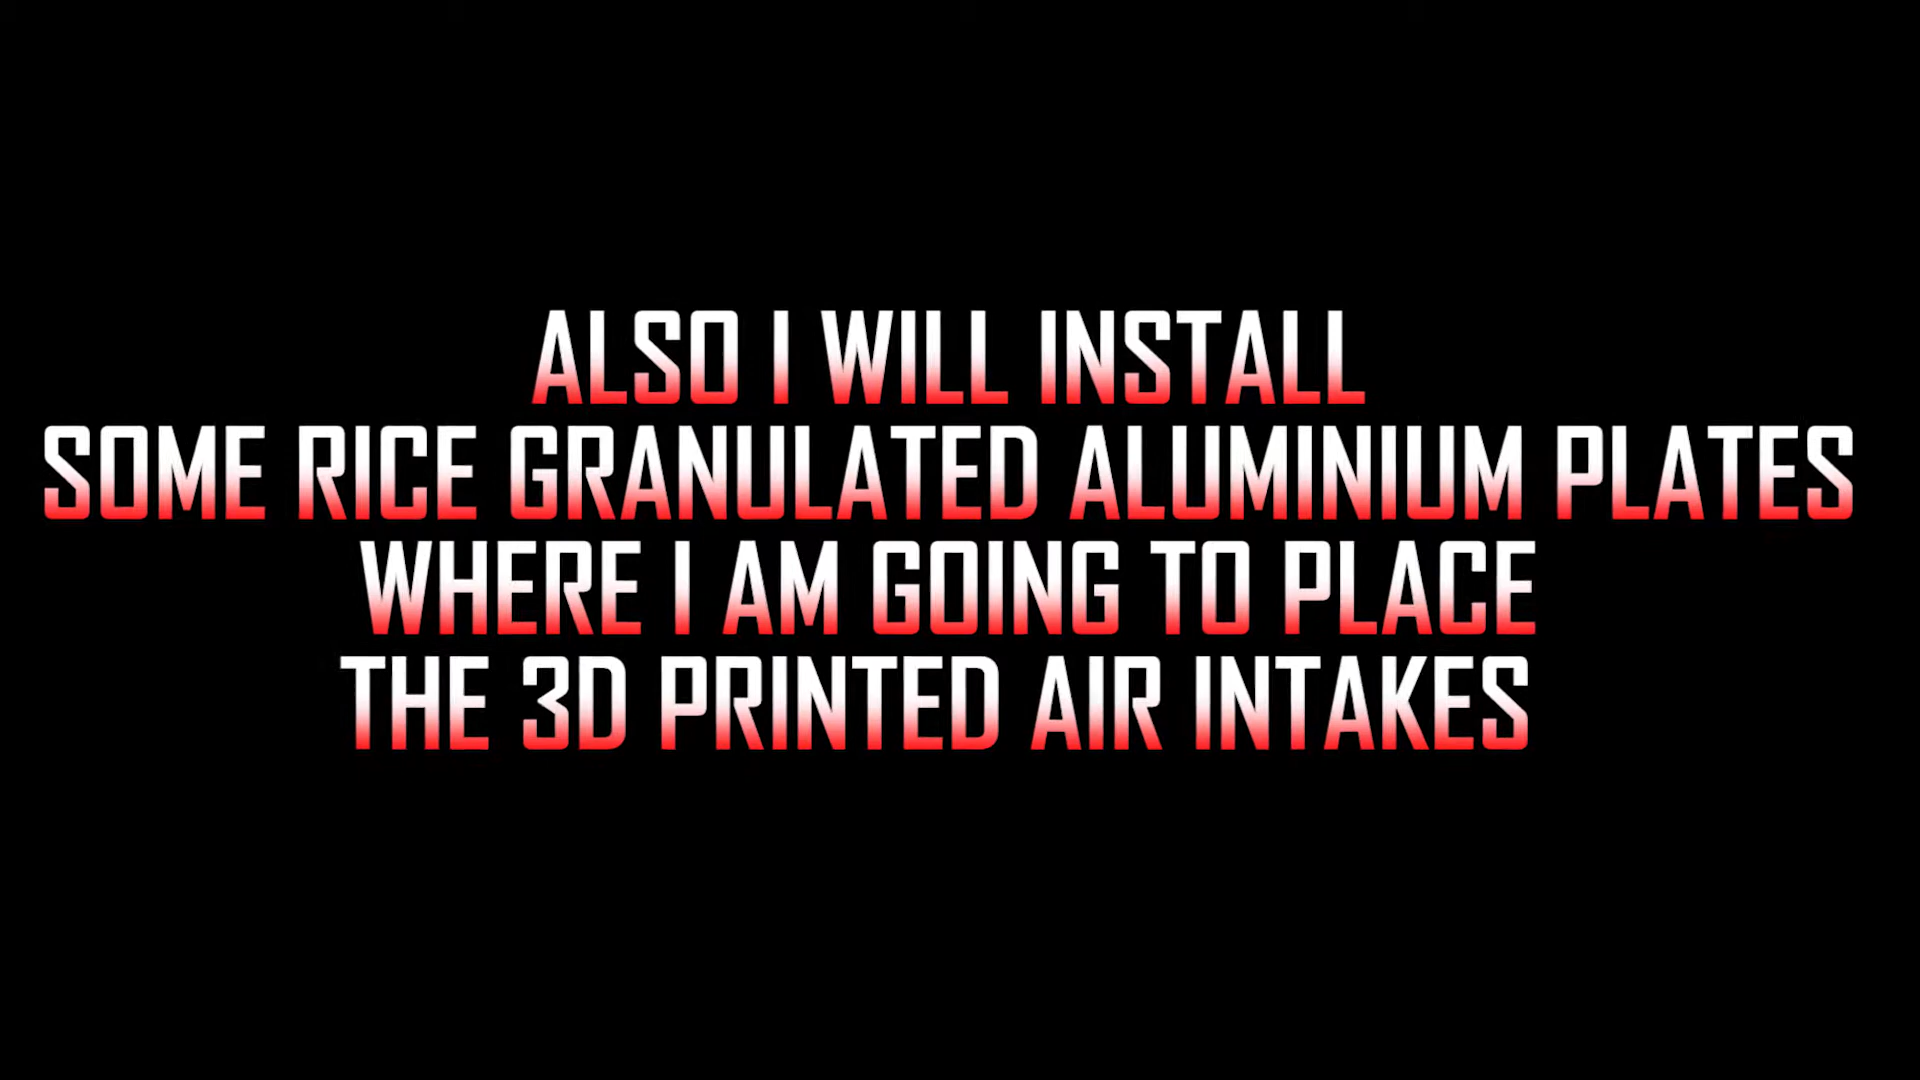 ALSO I WILL INSTALL
SOME RICE GRANULATED ALUMINIUM PLATES
WHERE I AM GOING TO PLACE
THE 3D PRINTED AIR INTAKES